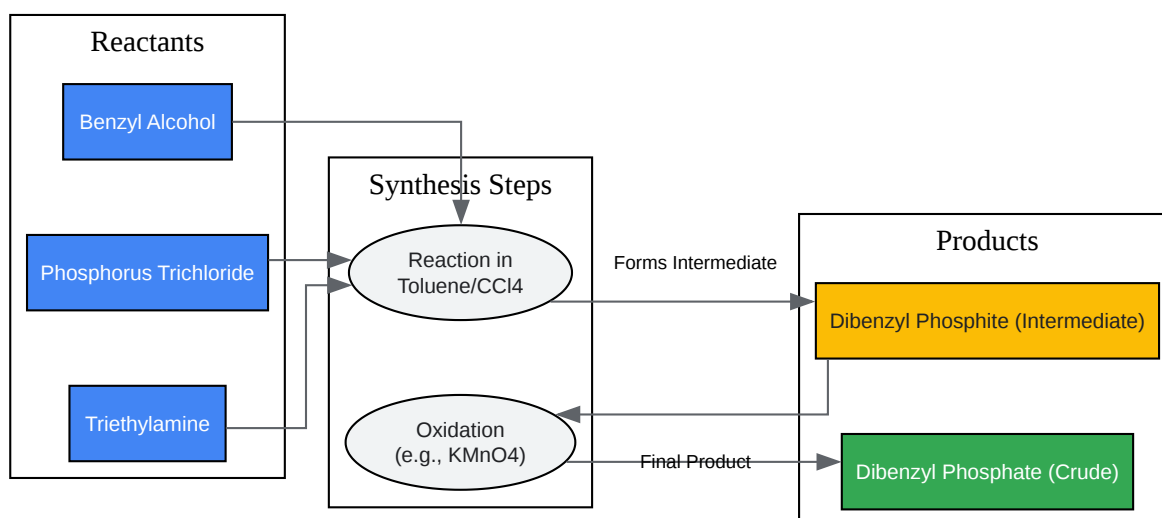 Reactants
Benzyl Alcohol
Phosphorus Trichloride
Triethylamine
Synthesis Steps
Reaction in
Toluene/CCl4
Oxidation
(e.g., KMnO4)
Forms Intermediate
Final Product
Products
Dibenzyl Phosphite (Intermediate)
Dibenzyl Phosphate (Crude)